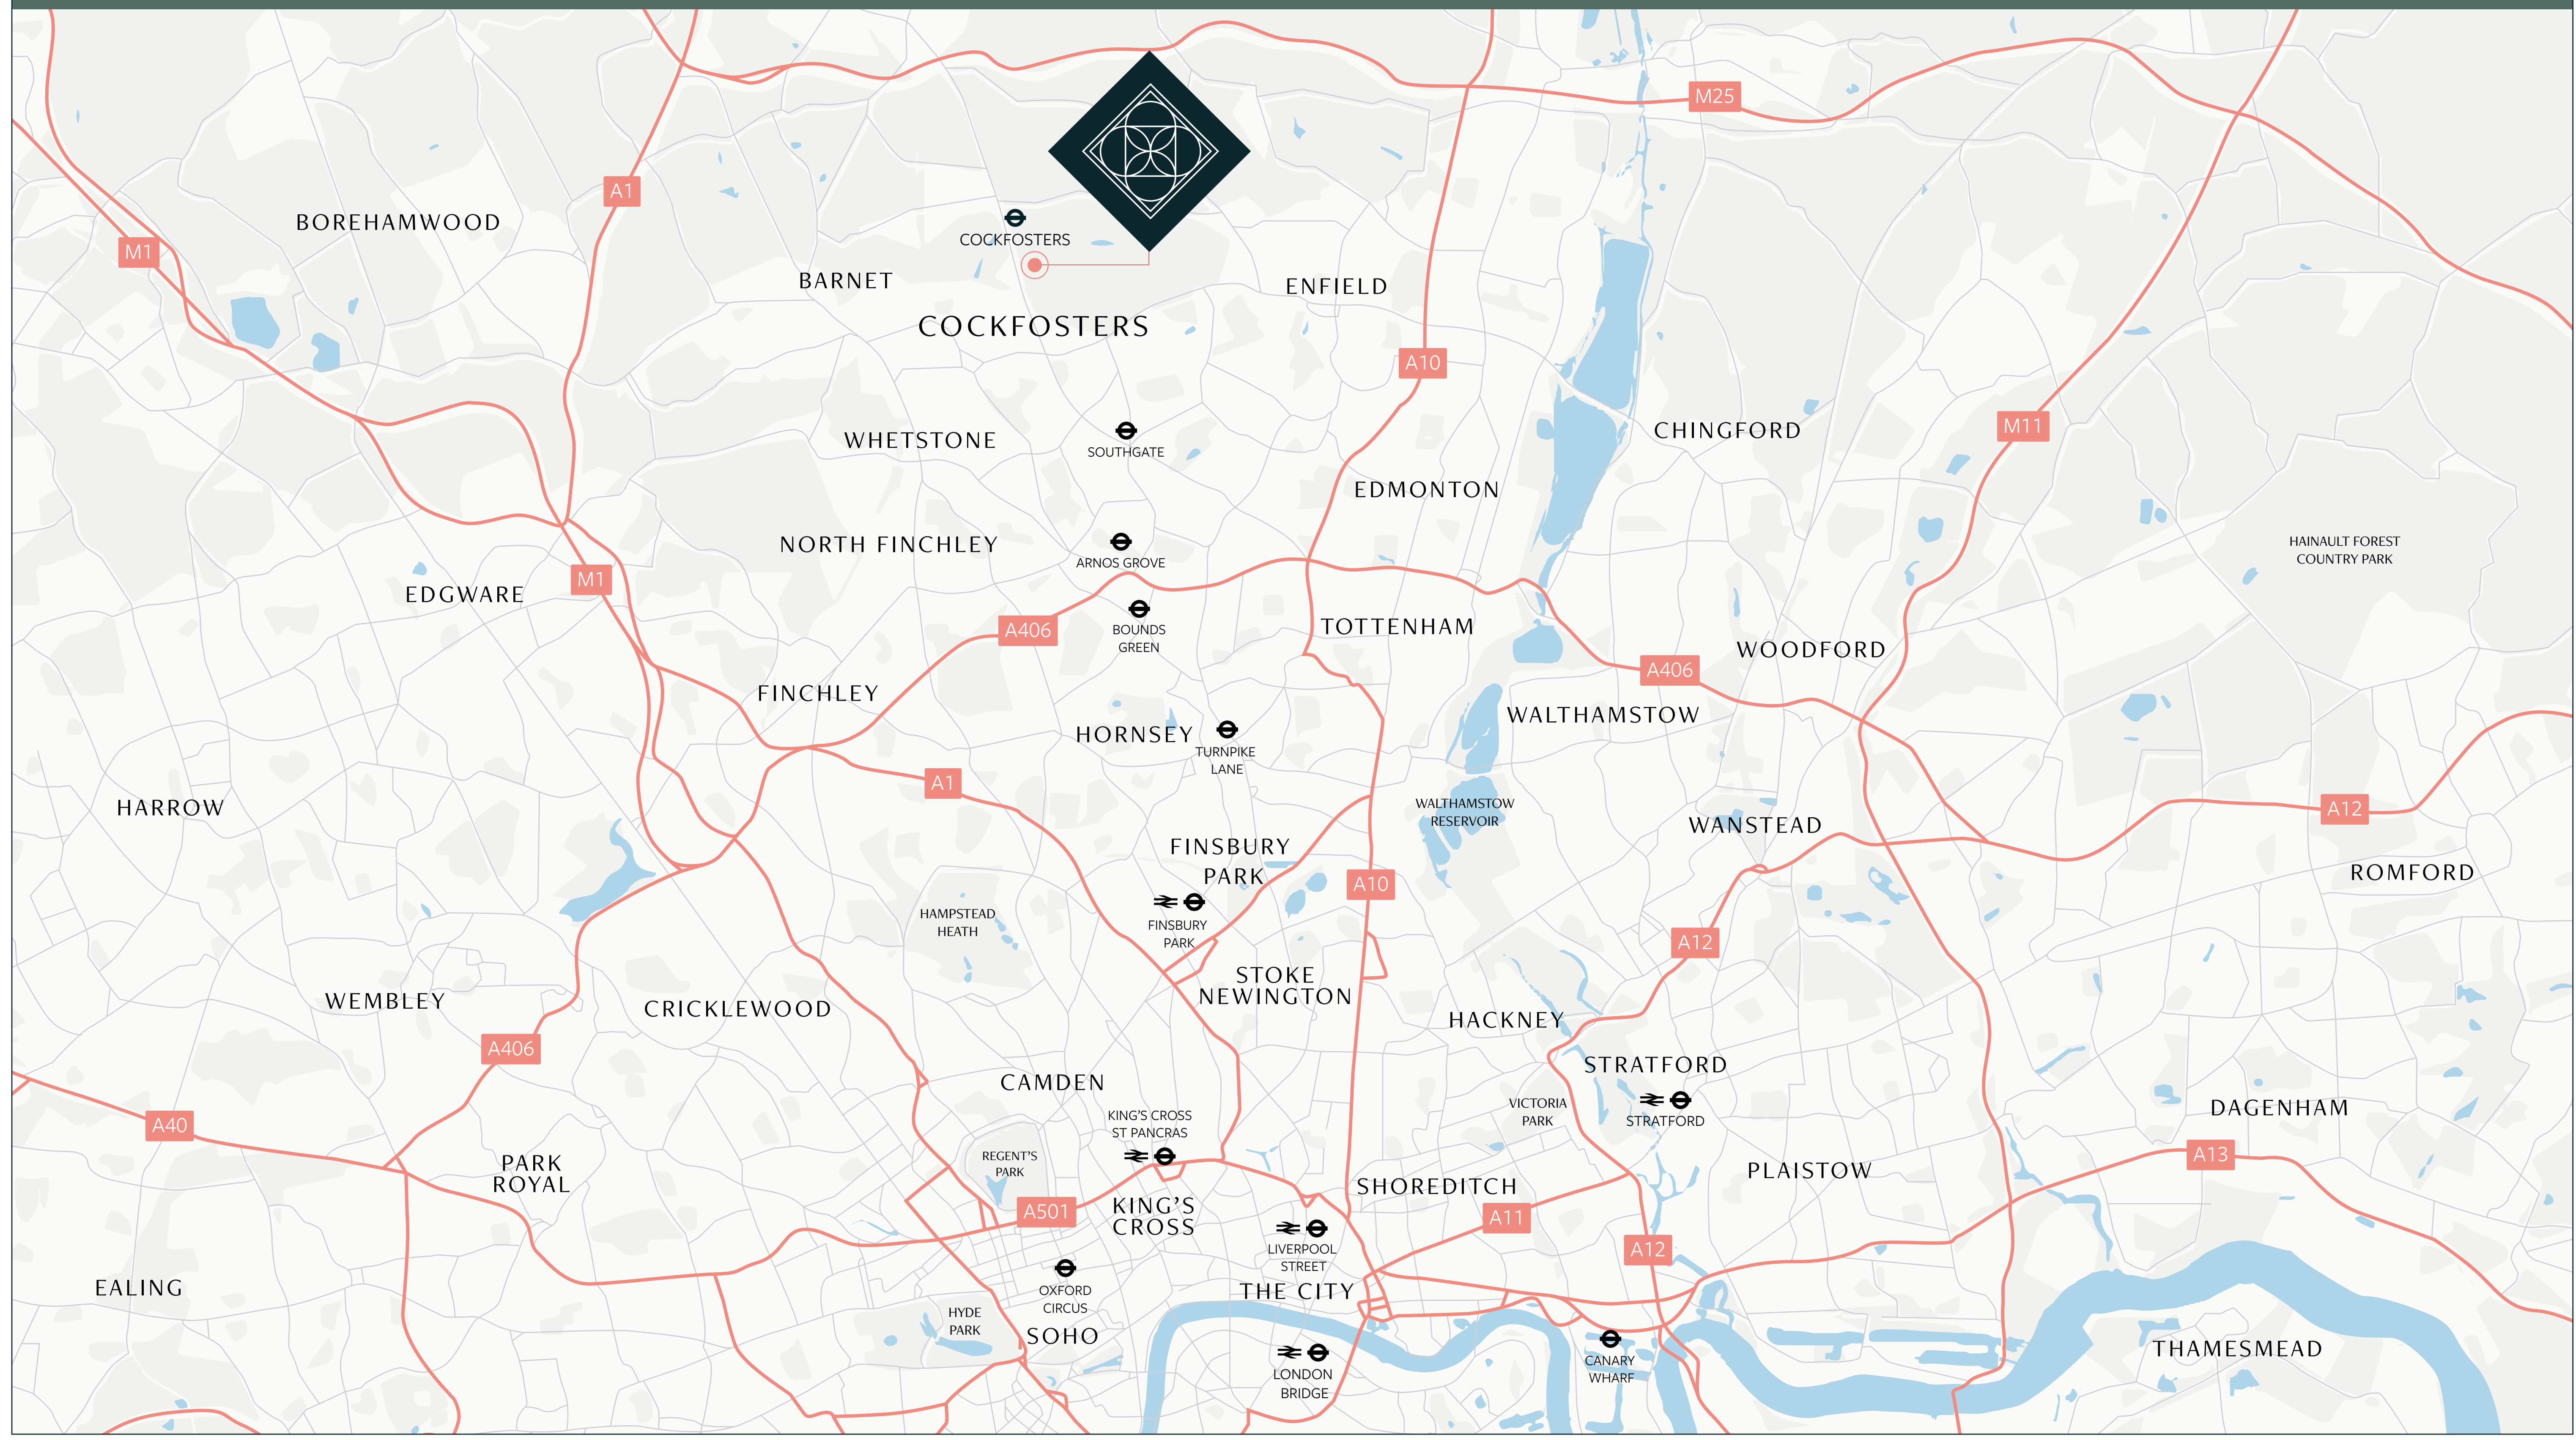 M25
A1
BOREHAMWOOD
COCKFOSTERS
M1
BARNET
ENFIELD
COCKFOSTERS
A10
M11
CHINGFORD
WHETSTONE
SOUTHGATE
EDMONTON
NORTH FINCHLEY
ARNOS GROVE
HAINAULT FOREST
COUNTRY PARK
M1
EDGWARE
A406
BOUNDS
GREEN
TOTTENHAM
WOODFORD
A406
FINCHLEY
WALTHAMSTOW
HORNSEY
TURNPIKE
LANE
A1
HARROW
WALTHAMSTOW
RESERVOIR
A12
WANSTEAD
FINSBURY
PARK
ROMFORD
A10
HAMPSTEAD
HEATH
FINSBURY
PARK
A12
STOKE
NEWINGTON
WEMBLEY
CRICKLEWOOD
HACKNEY
A406
STRATFORD
CAMDEN
VICTORIA
PARK
STRATFORD
DAGENHAM
KING'S CROSS
ST PANCRAS
A40
A13
REGENT'S
PARK
PARK
ROYAL
PLAISTOW
SHOREDITCH
A501
KING'S
CROSS
A11
LIVERPOOL
STREET
A12
EALING
OXFORD
CIRCUS
THE CITY
HYDE
PARK
SOHO
THAMESMEAD
CANARY
WHARF
LONDON
BRIDGE